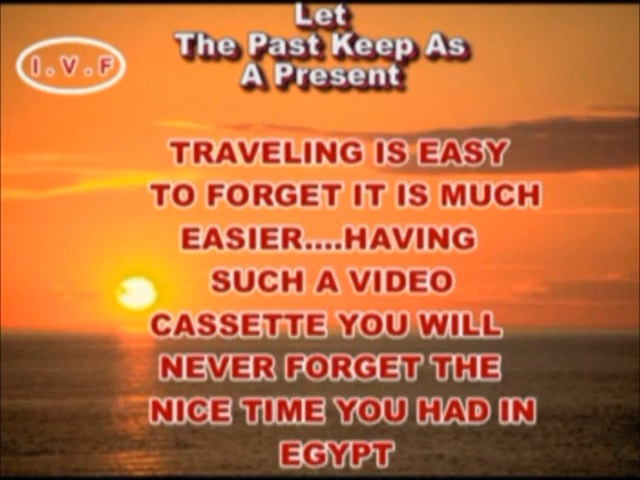 Let
The Past Keep As
A Present
I.V.F
TRAVELING IS EASY
TO FORGET IT IS MUCH
EASIER....HAVING
SUCH A VIDEO
CASSETTE YOU WILL
NEVER FORGET THE
NICE TIME YOU HAD IN
EGYPT